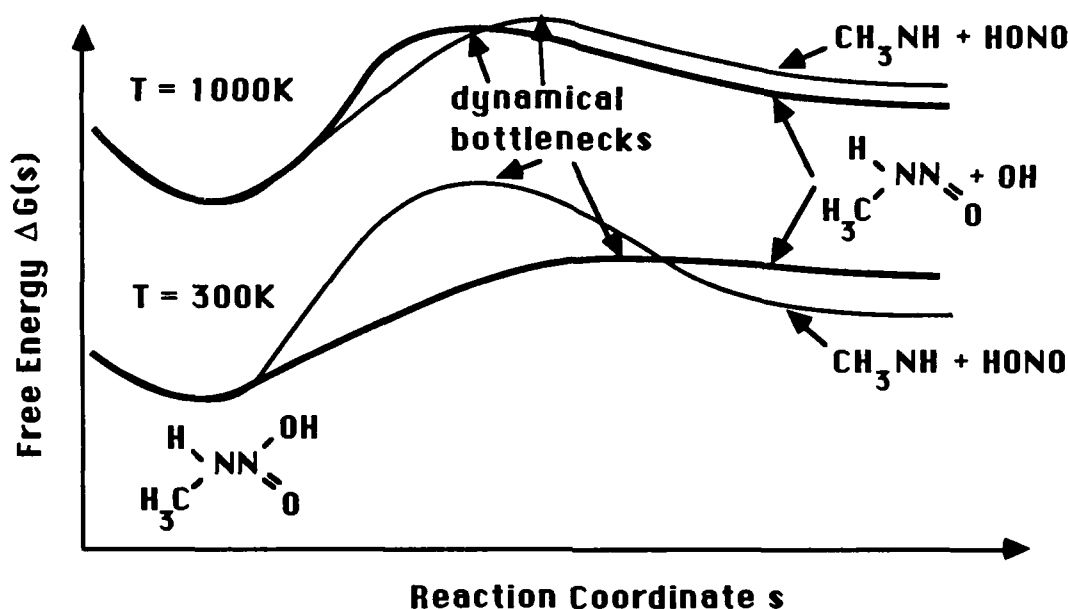 CH3NH + HONO
T = 1000K
dynamical
bottlenecks
H
NN + OH
H3C O
T = 300K
CH3NH + HONO
H OH
NN
H3C O
Free Energy ΔG(s)
Reaction Coordinate s